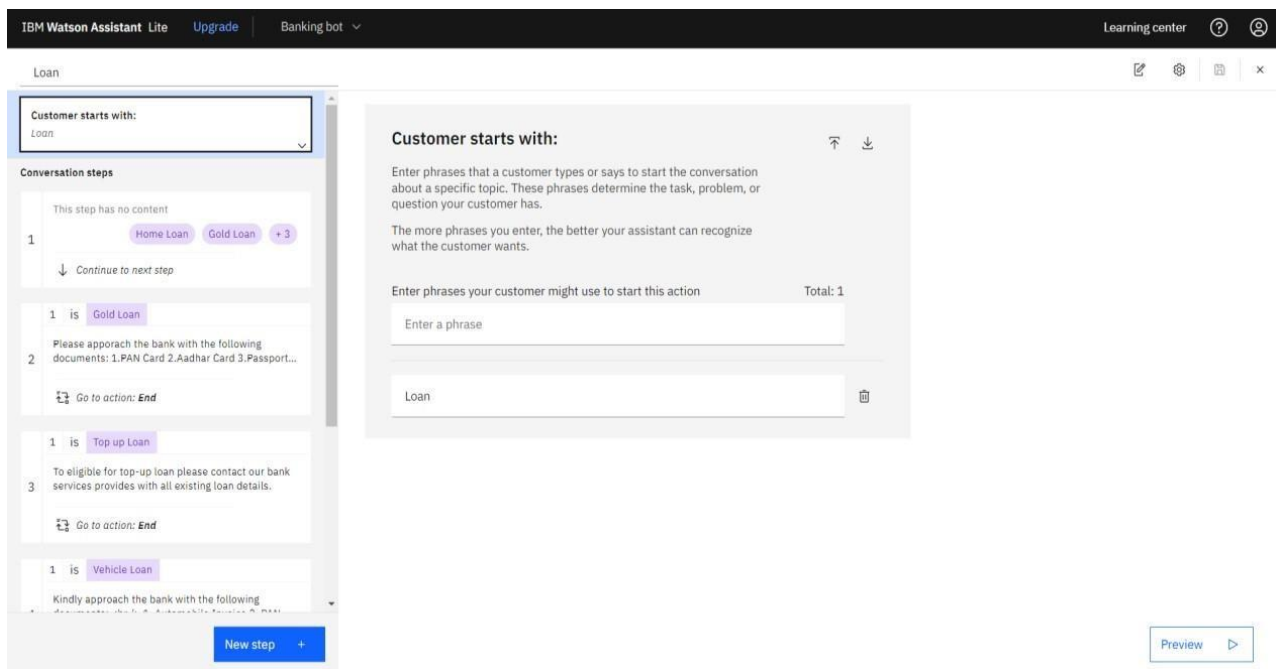 IBM Watson Assistant Lite Upgrade Banking bot Learning center
Loan
Customer starts with:
Loan
Conversation steps
This step has no content
Home Loan Gold Loan + 3
1
Continue to next step
1 is Gold Loan
Please apporach the bank with the following
2 documents: 1.PAN Card 2.Aadhar Card 3.Passport...
Go to action: End
1 is Top up Loan
To eligible for top-up loan please contact our bank
3 services provides with all existing loan details.
Go to action: End
1 is Vehicle Loan
Kindly approach the bank with the following
New step +
Customer starts with:
Enter phrases that a customer types or says to start the conversation
about a specific topic. These phrases determine the task, problem, or
question your customer has.
The more phrases you enter, the better your assistant can recognize
what the customer wants.
Enter phrases your customer might use to start this action Total: 1
Enter a phrase
Loan
Preview